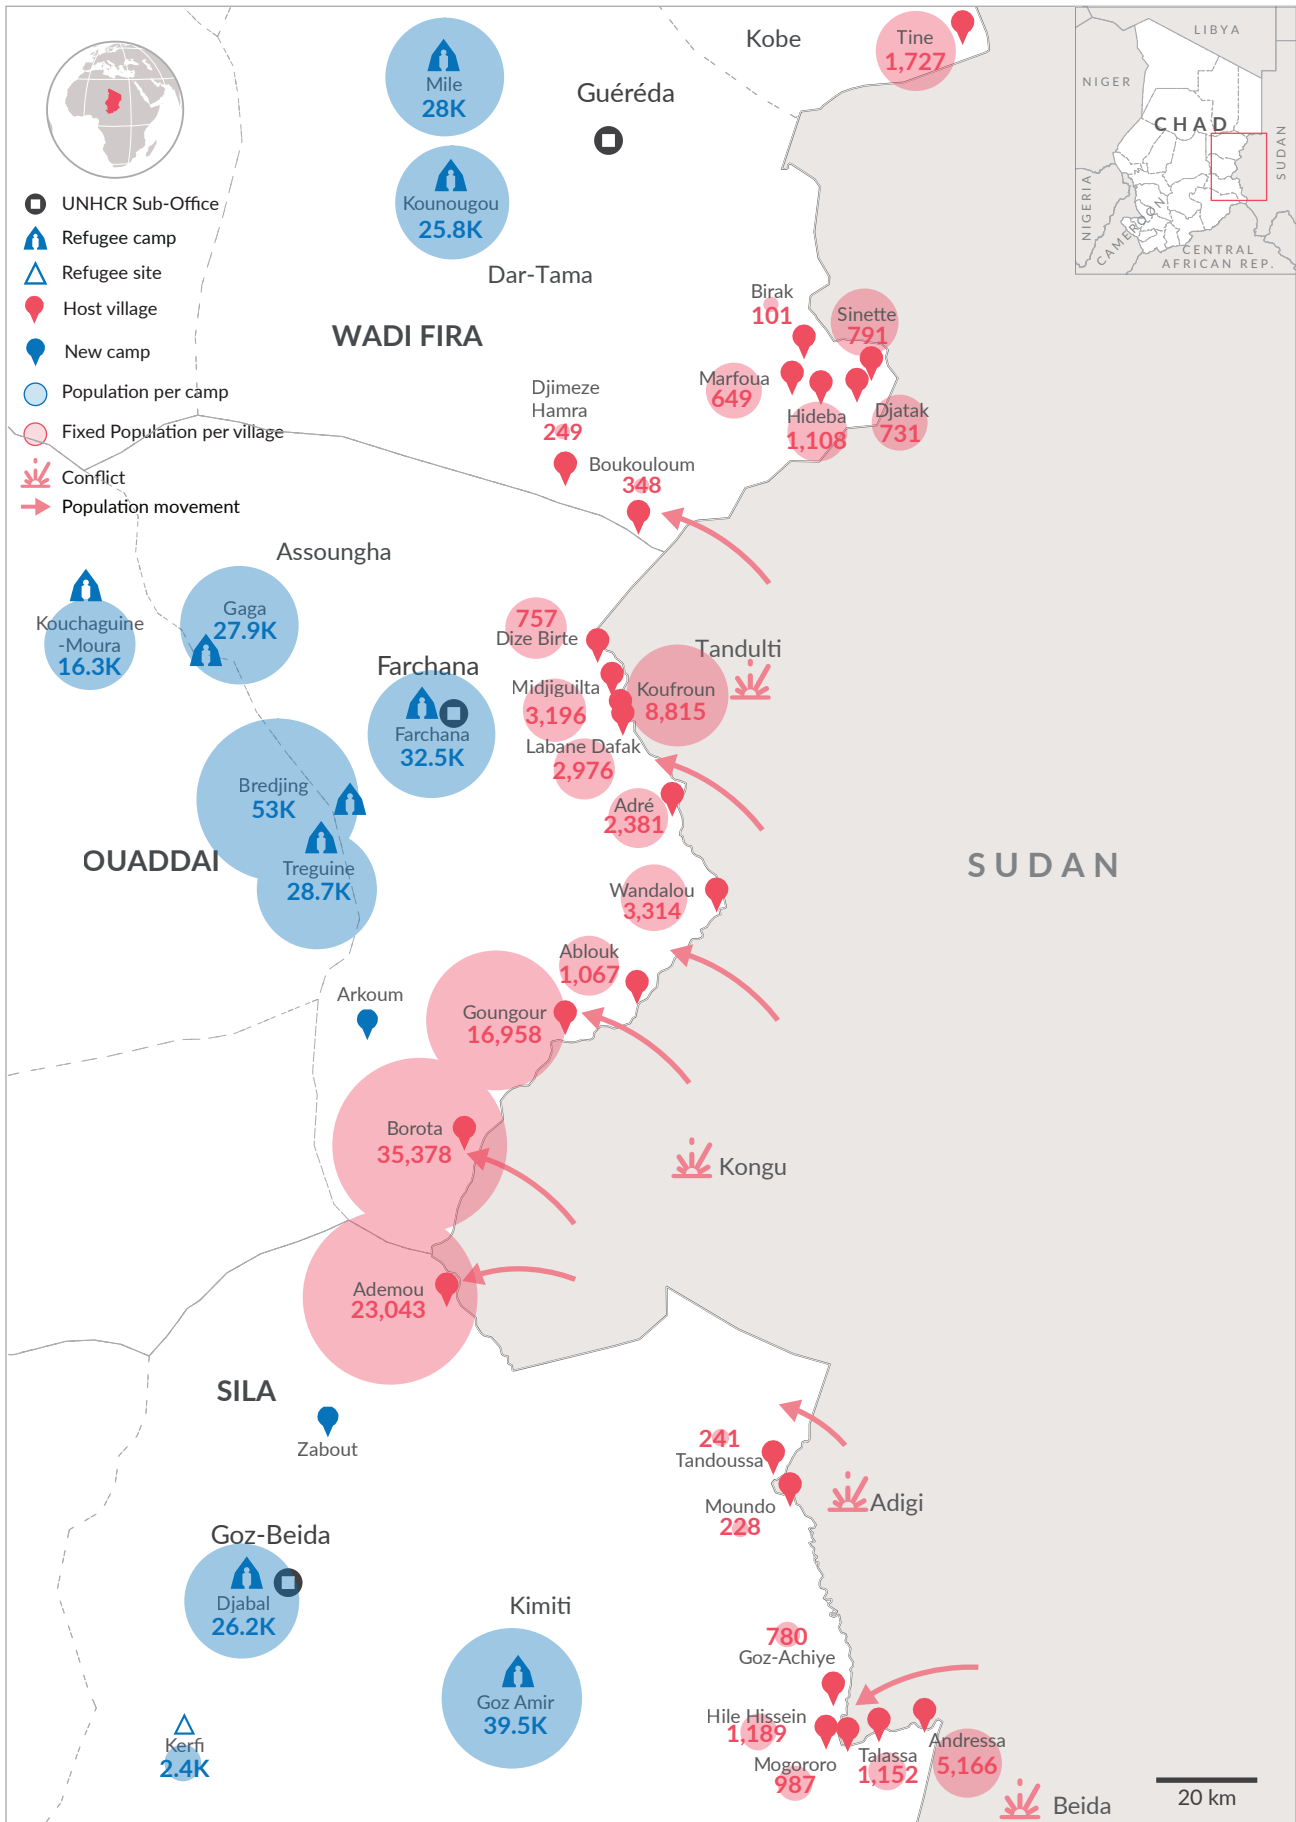 Kobe
Tine
1,727
Mile
28K
Guéréda
Kounougou
25.8K
Dar-Tama
WADI FIRA
LIBYA
NIGER
CHAD
SUDAN
NIGERIA
CAMEROON
CENTRAL
AFRICAN REP.
UNHCR Sub-Office
Refugee camp
Refugee site
Host village
New camp
Population per camp
Fixed Population per village
Conflict
Population movement
Birak
101
Sinette
791
Marfoua
649
Hideba
1,108
Djatak
731
Djimeze
Hamra
249
Boukouloum
348
Assoungha
Kouchaguine
-Moura
16.3K
Gaga
27.9K
Farchana
Farchana
32.5K
757
Dize Birte
Tandulti
Midjiguilta
3,196
Koufroun
8,815
Labane Dafak
2,976
Adré
2,381
Bredjing
53K
OUADDAI
Treguine
28.7K
SUDAN
Wandalou
3,314
Ablouk
1,067
Arkoum
Goungour
16,958
Borota
35,378
Kongu
Ademou
23,043
SILA
Zabout
241
Tandoussa
Moundo
228
Adigi
Goz-Beida
Djabal
26.2K
Kimiti
Goz Amir
39.5K
780
Goz-Achiye
Hile Hissein
1,189
Mogororo
987
Talassa
1,152
Andressa
5,166
Kerfi
2.4K
Beida
20 km